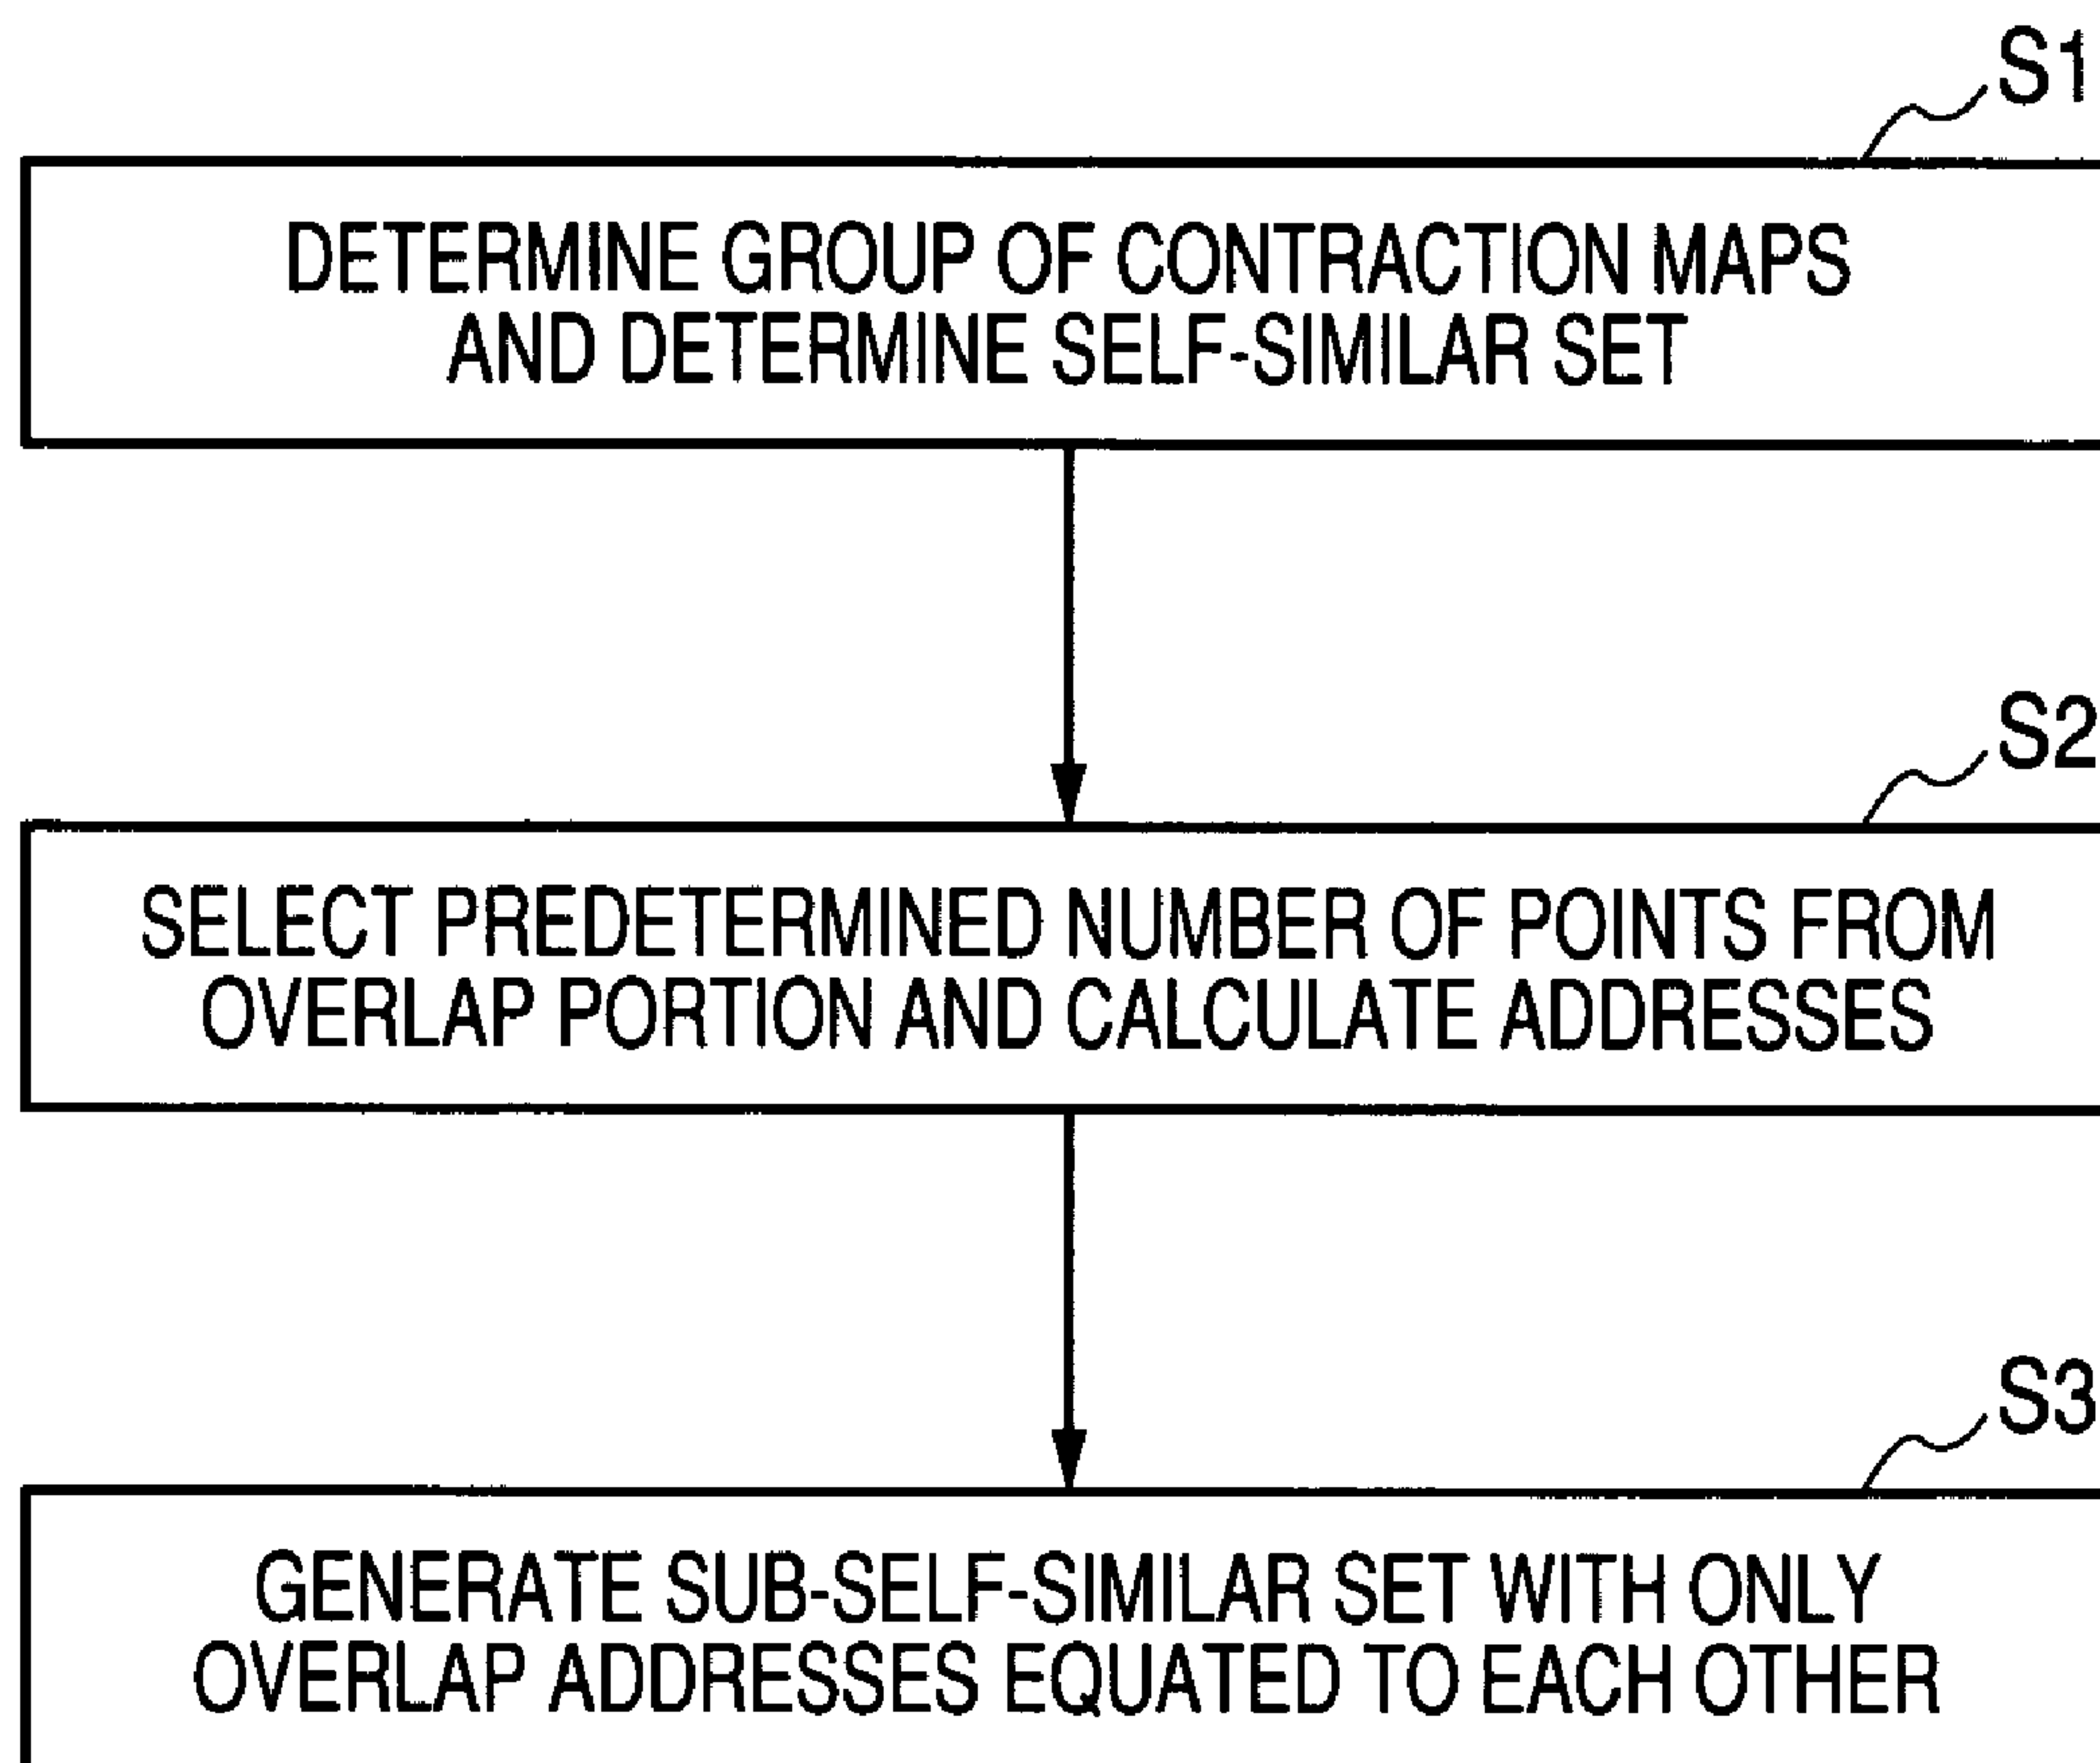 S1
DETERMINE GROUP OF CONTRACTION MAPS
AND DETERMINE SELF-SIMILAR SET
S2
SELECT PREDETERMINED NUMBER OF POINTS FROM
OVERLAP PORTION AND CALCULATE ADDRESSES
S3
GENERATE SUB-SELF-SIMILAR SET WITH ONLY
OVERLAP ADDRESSES EQUATED TO EACH OTHER